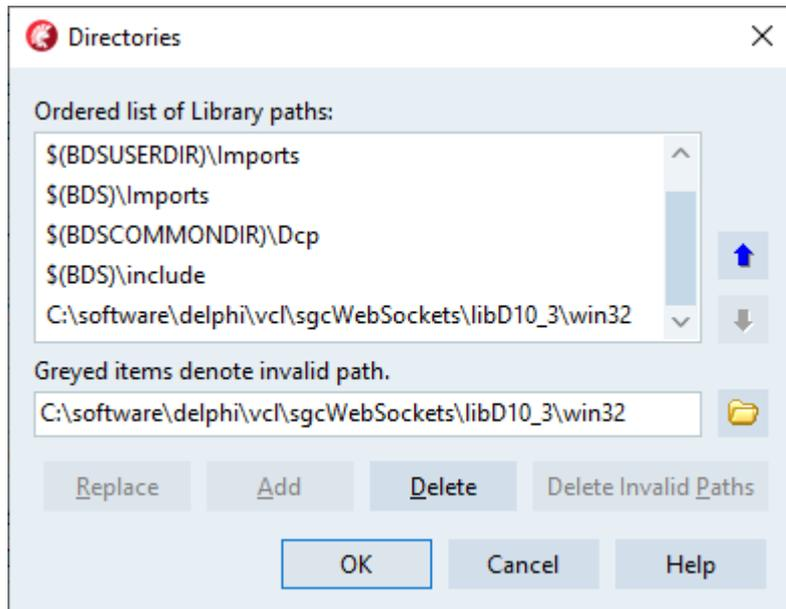 Directories
Ordered list of Library paths:
$(BDSUSERDIR)\Imports
$(BDS)\Imports
$(BDSCOMMONDIR)\Dcp
$(BDS)\include
C:\software\delphi\vcl\sgcWebSockets\libD10_3\win32
Greyed items denote invalid path.
C:\software\delphi\vcl\sgcWebSockets\libD10_3\win32
Replace Add Delete Delete Invalid Paths
OK Cancel Help